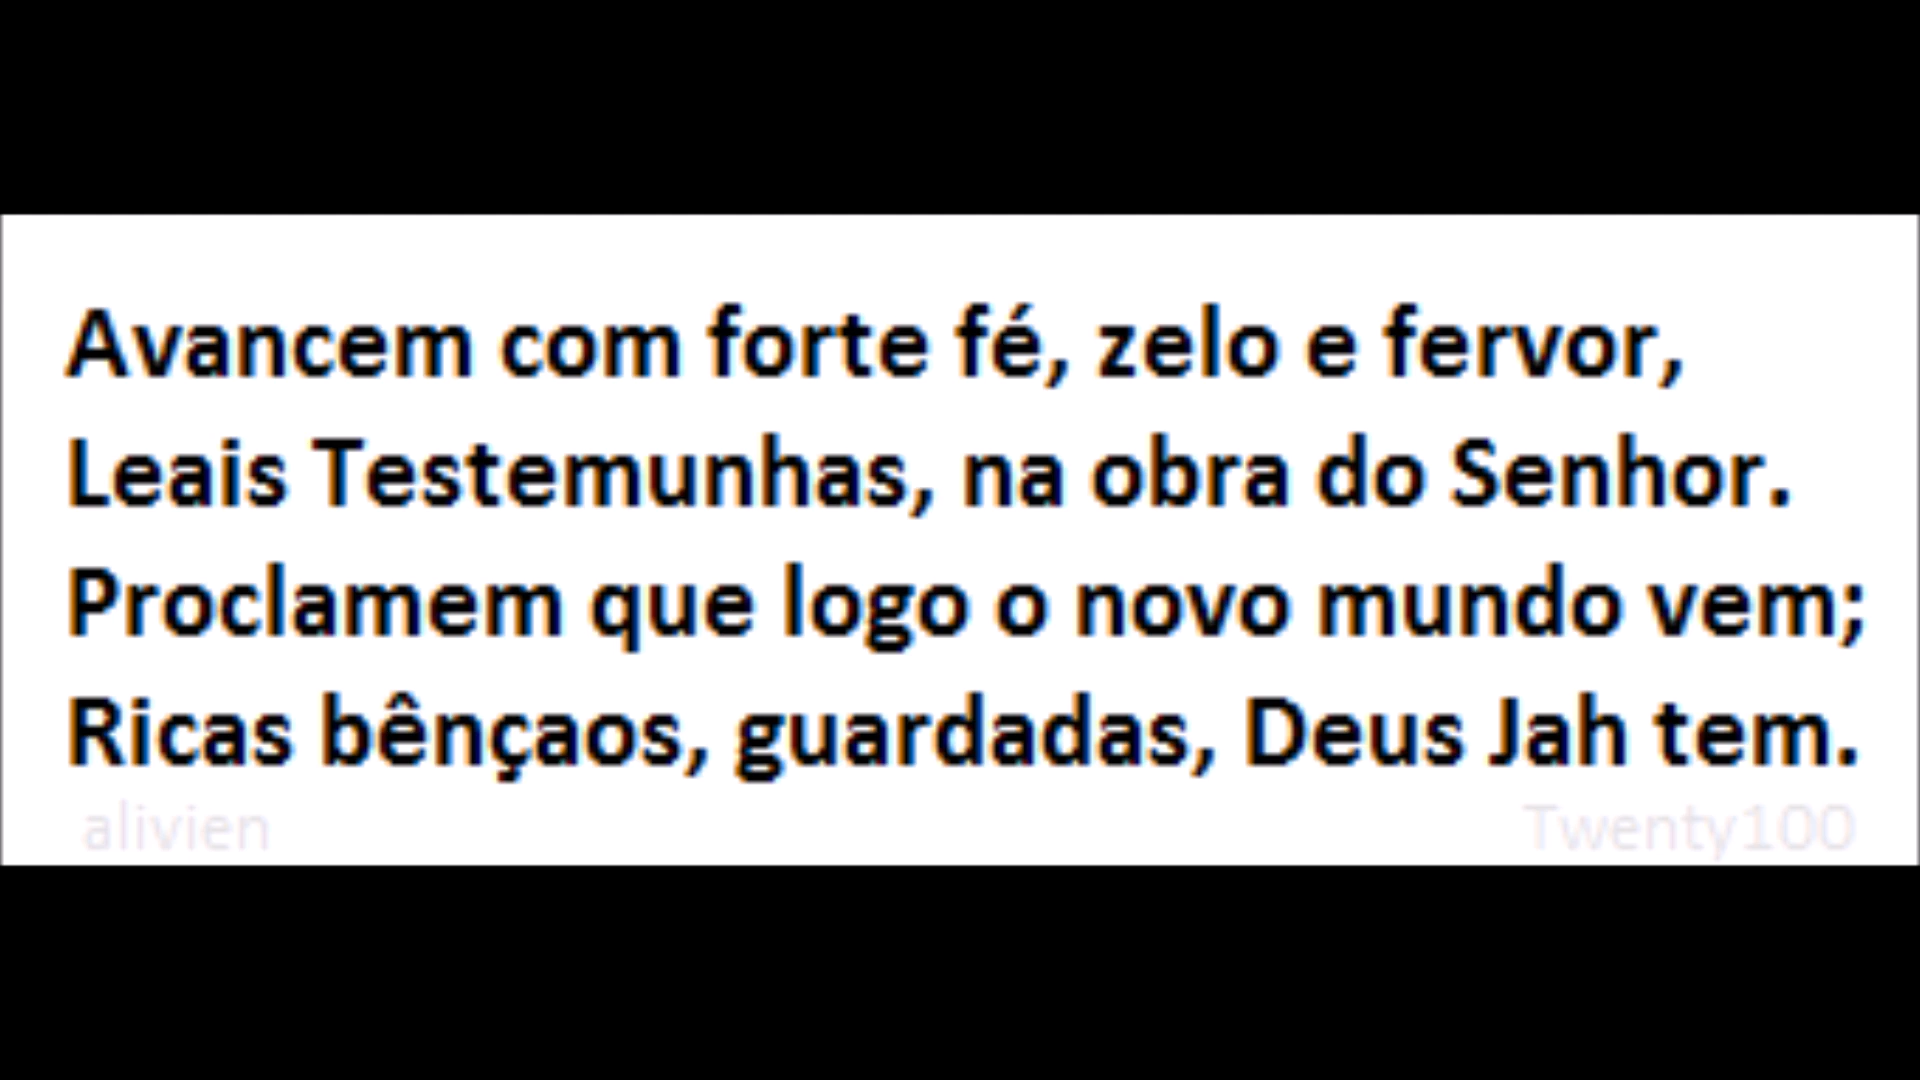 Avancem com forte fé, zelo e fervor,
Leais Testemunhas, na obra do Senhor.
Proclamem que logo o novo mundo vem;
Ricas bênçaos, guardadas, Deus Jah tem.
alivien Twenty100